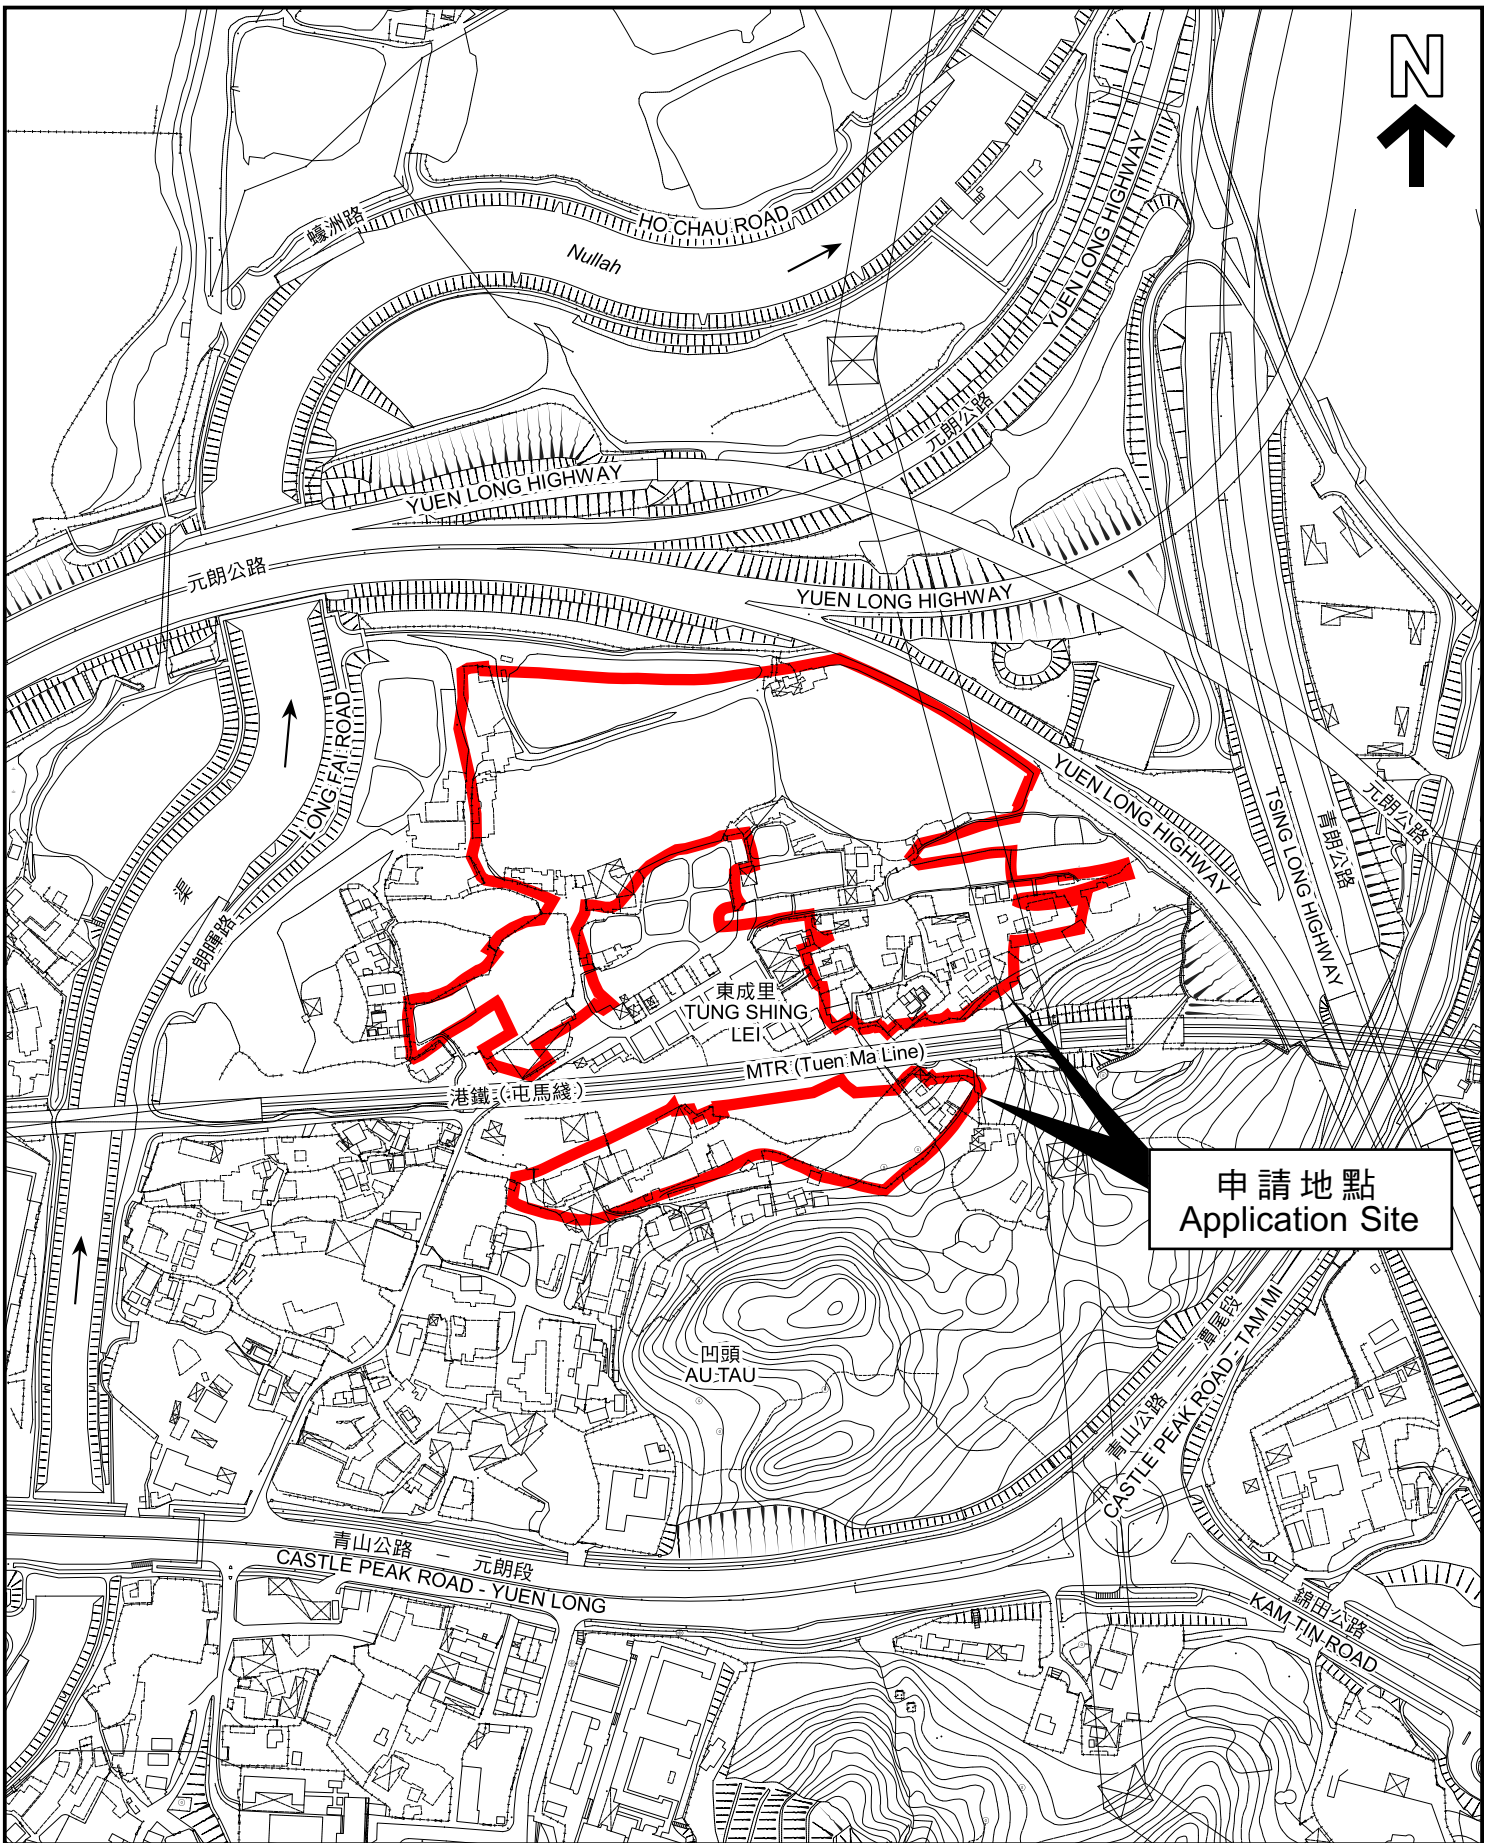 N
蠔洲路
HO CHAU ROAD
Nullah
YUEN LONG HIGHWAY
元朗公路
YUEN LONG HIGHWAY
元朗公路
YUEN LONG HIGHWAY
LONG FAI ROAD
朗暉路
渠
YUEN LONG HIGHWAY
元朗公路
TSING LONG HIGHWAY
青朗公路
東成里
TUNG SHING
LEI
MTR (Tuen Ma Line)
港鐵（屯馬綫）
申請地點
Application Site
凹頭
AU TAU
青山公路 － 潭尾段
CASTLE PEAK ROAD - TAM MI
青山公路 － 元朗段
CASTLE PEAK ROAD - YUEN LONG
錦田公路
KAM TIN ROAD